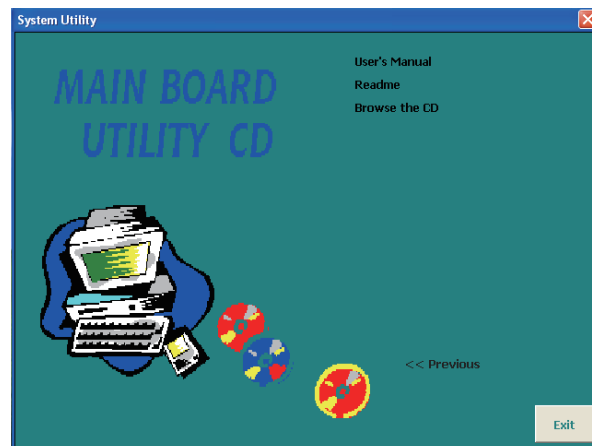 System Utility
MAIN BOARD
UTILITY CD
User's Manual
Readme
Browse the CD
<< Previous
Exit